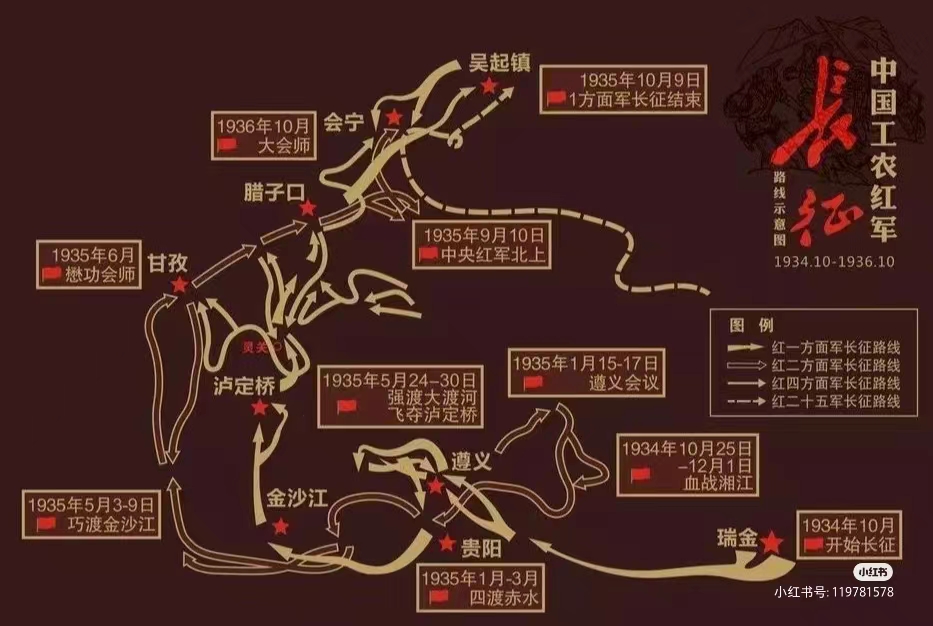 中国工农红军
长征
路线示意图
1934.10-1936.10
吴起镇
1935年10月9日
1方面军长征结束
会宁
1936年10月
大会师
腊子口
1935年9月10日
中央红军北上
1935年6月
懋功会师
甘孜
图 例
红一方面军长征路线
红二方面军长征路线
红四方面军长征路线
红二十五军长征路线
灵关
泸定桥
1935年5月24-30日
强渡大渡河
飞夺泸定桥
1935年1月15-17日
遵义会议
遵义
1934年10月25日
-12月1日
血战湘江
金沙江
1935年5月3-9日
巧渡金沙江
贵阳
1935年1月-3月
四渡赤水
瑞金
1934年10月
开始长征
小红书
小红书号: 119781578